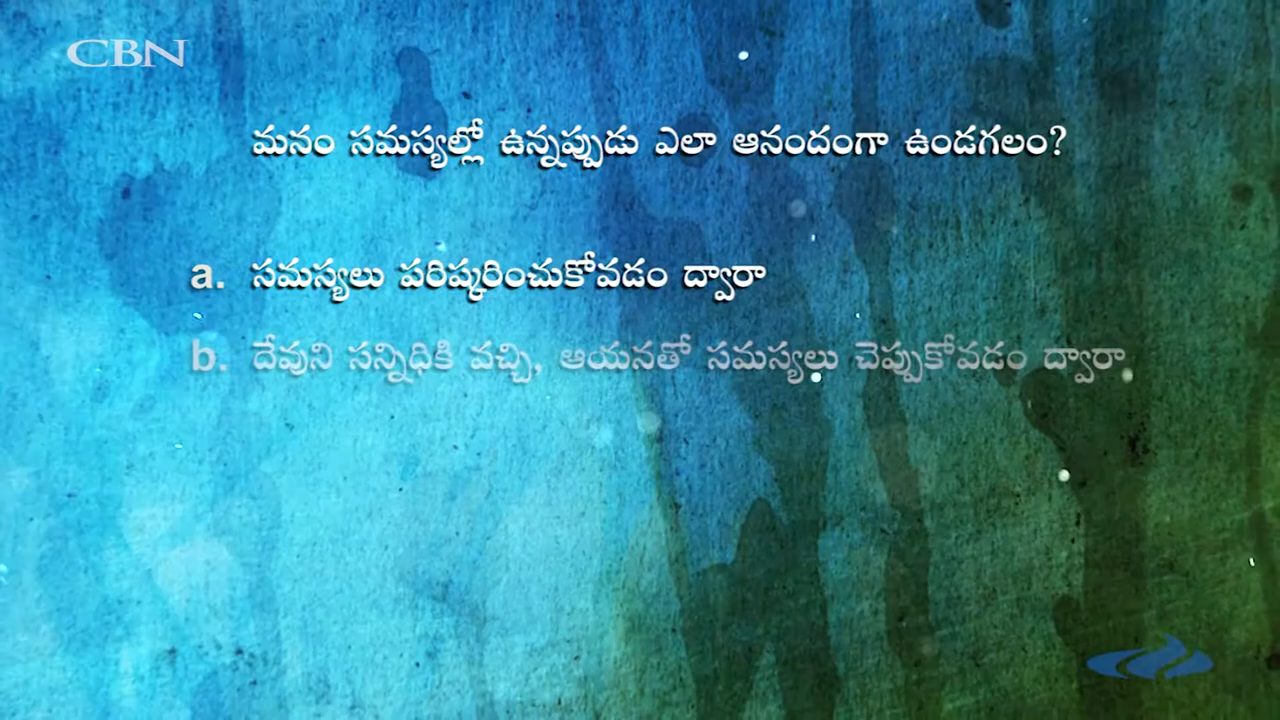 CBN
మనం సమస్యల్లో ఉన్నప్పుడు ఎలా ఆనందంగా ఉండగలం?
a. సమస్యలు పరిష్కరించుకోవడం ద్వారా
b. దేవుని సన్నిధికి వచ్చి, ఆయనతో సమస్యలు చెప్పుకోవడం ద్వారా